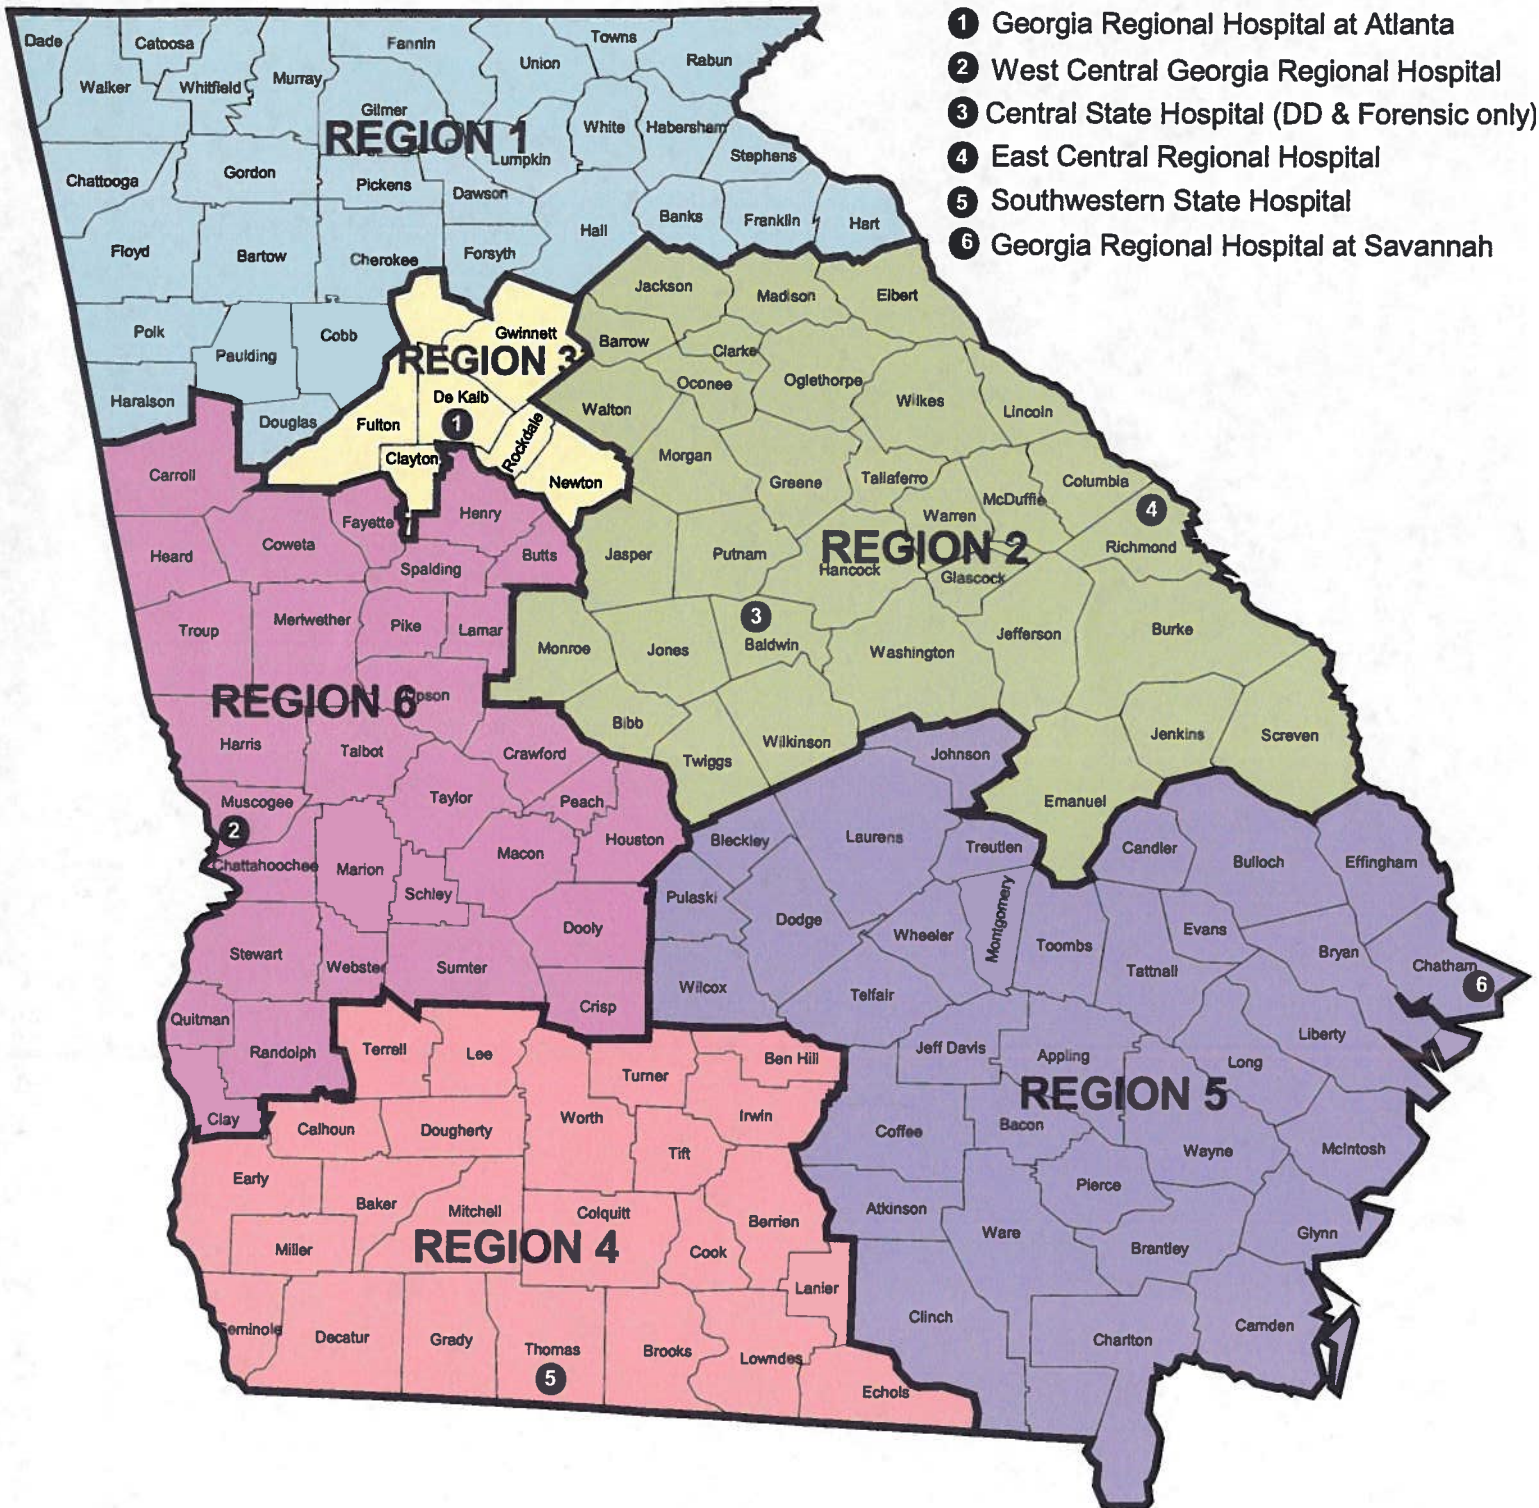 1 Georgia Regional Hospital at Atlanta
2 West Central Georgia Regional Hospital
3 Central State Hospital (DD & Forensic only)
4 East Central Regional Hospital
5 Southwestern State Hospital
6 Georgia Regional Hospital at Savannah
Dade
Catoosa
Fannin
Towns
Union
Rabun
Walker
Whitfield
Murray
Gilmer
REGION 1
White
Habersham
Lumpkin
Stephens
Chattooga
Gordon
Pickens
Dawson
Banks
Franklin
Hart
Hall
Floyd
Bartow
Cherokee
Forsyth
Polk
Paulding
Cobb
Haralson
Douglas
Gwinnett
REGION 3
De Kalb
1
Fulton
Clayton
Rockdale
Newton
Jackson
Madison
Elbert
Barrow
Clarke
Oconee
Oglethorpe
Wilkes
Lincoln
Walton
Morgan
Greene
Taliaferro
McDuffie
Columbia
Warren
4
Richmond
REGION 2
Jasper
Putnam
Hancock
Glascock
3
Baldwin
Monroe
Jones
Washington
Jefferson
Burke
Bibb
Twiggs
Wilkinson
Jenkins
Screven
Emanuel
Carroll
Fayette
Henry
Heard
Coweta
Spalding
Butts
Troup
Meriwether
Pike
Lamar
REGION 6
pson
Harris
Talbot
Crawford
Muscogee
2
Taylor
Peach
Houston
Chattahoochee
Marion
Macon
Schley
Dooly
Stewart
Webster
Sumter
Crisp
Quitman
Randolph
Clay
Johnson
Bleckley
Laurens
Treutlen
Candler
Bulloch
Effingham
Pulaski
Dodge
Wheeler
Montgomery
Toombs
Evans
Tattnall
Bryan
Chatham
6
Wilcox
Telfair
Liberty
Jeff Davis
Appling
Long
REGION 5
Coffee
Bacon
Wayne
McIntosh
Atkinson
Pierce
Ware
Brantley
Glynn
Clinch
Charlton
Camden
Terrell
Lee
Turner
Ben Hill
Calhoun
Dougherty
Worth
Irwin
Tift
Early
Baker
Mitchell
Colquitt
Berrien
REGION 4
Miller
Cook
Lanier
Seminole
Decatur
Grady
Thomas
5
Brooks
Lowndes
Echols